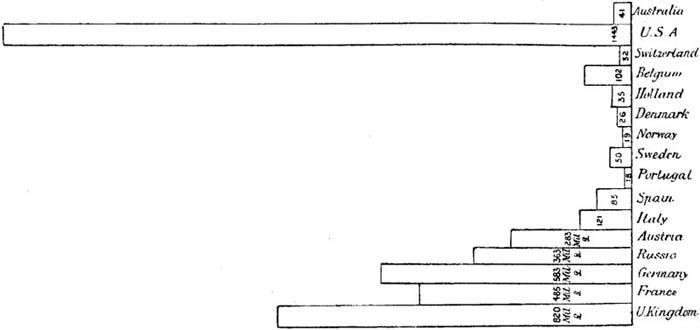 41 Australia
1443 U.S.A
32 Switzerland
102 Belgium
35 Holland
26 Denmark
19 Norway
50 Sweden
18 Portugal
85 Spain
121 Italy
283 Mil £ Austria
363 Mil £ Russia
583 Mil £ Germany
485 Mil £ France
820 Mil £ U.Kingdom